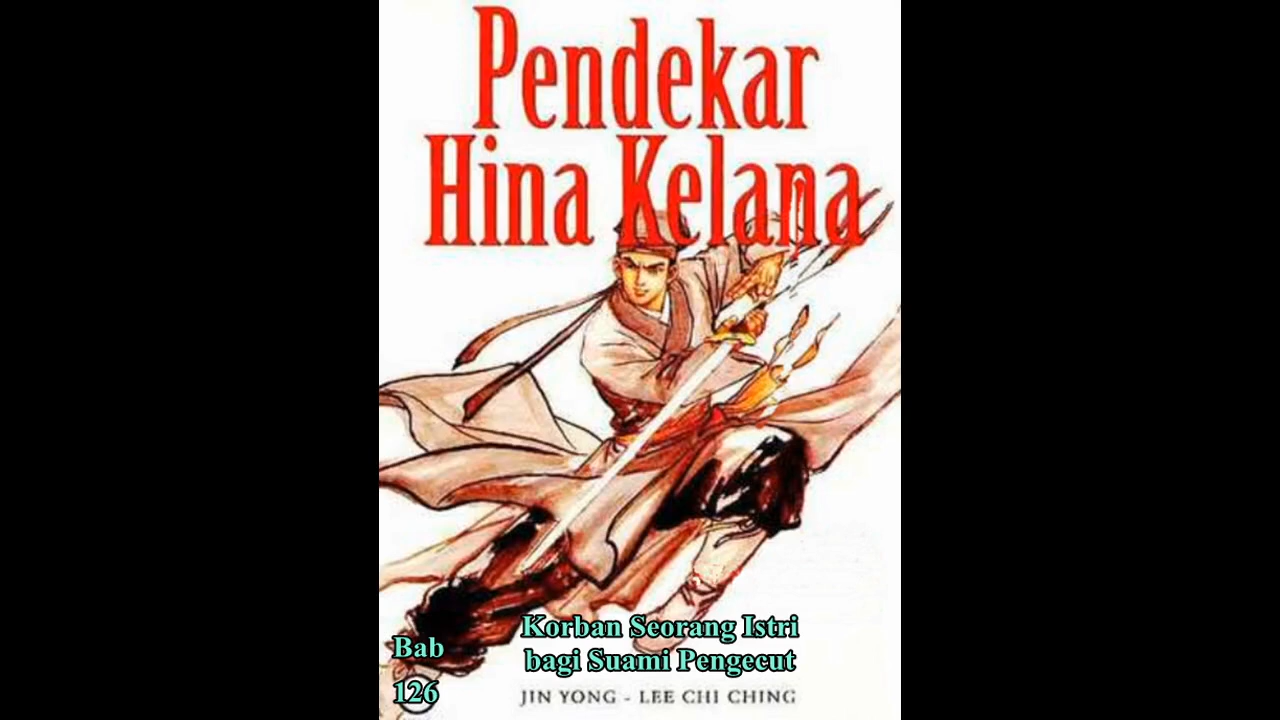 Pendekar
Hina Kelana
Korban Seorang Istri
bagi Suami Pengecut
Bab
126
JIN YONG - LEE CHI CHING